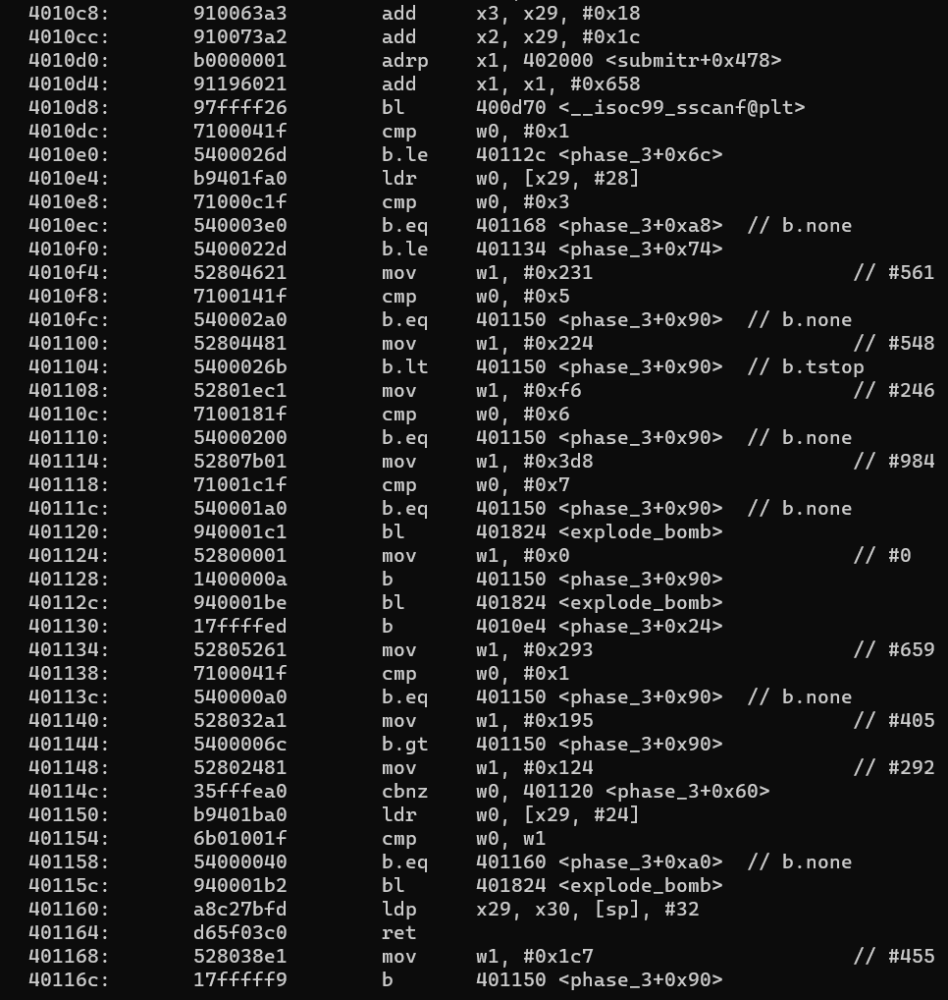 4010c8: 910063a3 add x3, x29, #0x18
4010cc: 910073a2 add x2, x29, #0x1c
4010d0: b0000001 adrp x1, 402000 <submitr+0x478>
4010d4: 91196021 add x1, x1, #0x658
4010d8: 97ffff26 bl 400d70 <__isoc99_sscanf@plt>
4010dc: 7100041f cmp w0, #0x1
4010e0: 5400026d b.le 40112c <phase_3+0x6c>
4010e4: b9401fa0 ldr w0, [x29, #28]
4010e8: 71000c1f cmp w0, #0x3
4010ec: 540003e0 b.eq 401168 <phase_3+0xa8> // b.none
4010f0: 5400022d b.le 401134 <phase_3+0x74>
4010f4: 52804621 mov w1, #0x231 // #561
4010f8: 7100141f cmp w0, #0x5
4010fc: 540002a0 b.eq 401150 <phase_3+0x90> // b.none
401100: 52804481 mov w1, #0x224 // #548
401104: 5400026b b.lt 401150 <phase_3+0x90> // b.tstop
401108: 52801ec1 mov w1, #0xf6 // #246
40110c: 7100181f cmp w0, #0x6
401110: 54000200 b.eq 401150 <phase_3+0x90> // b.none
401114: 52807b01 mov w1, #0x3d8 // #984
401118: 71001c1f cmp w0, #0x7
40111c: 540001a0 b.eq 401150 <phase_3+0x90> // b.none
401120: 940001c1 bl 401824 <explode_bomb>
401124: 52800001 mov w1, #0x0 // #0
401128: 1400000a b 401150 <phase_3+0x90>
40112c: 940001be bl 401824 <explode_bomb>
401130: 17ffffed b 4010e4 <phase_3+0x24>
401134: 52805261 mov w1, #0x293 // #659
401138: 7100041f cmp w0, #0x1
40113c: 540000a0 b.eq 401150 <phase_3+0x90> // b.none
401140: 528032a1 mov w1, #0x195 // #405
401144: 5400006c b.gt 401150 <phase_3+0x90>
401148: 52802481 mov w1, #0x124 // #292
40114c: 35fffea0 cbnz w0, 401120 <phase_3+0x60>
401150: b9401ba0 ldr w0, [x29, #24]
401154: 6b01001f cmp w0, w1
401158: 54000040 b.eq 401160 <phase_3+0xa0> // b.none
40115c: 940001b2 bl 401824 <explode_bomb>
401160: a8c27bfd ldp x29, x30, [sp], #32
401164: d65f03c0 ret
401168: 528038e1 mov w1, #0x1c7 // #455
40116c: 17fffff9 b 401150 <phase_3+0x90>